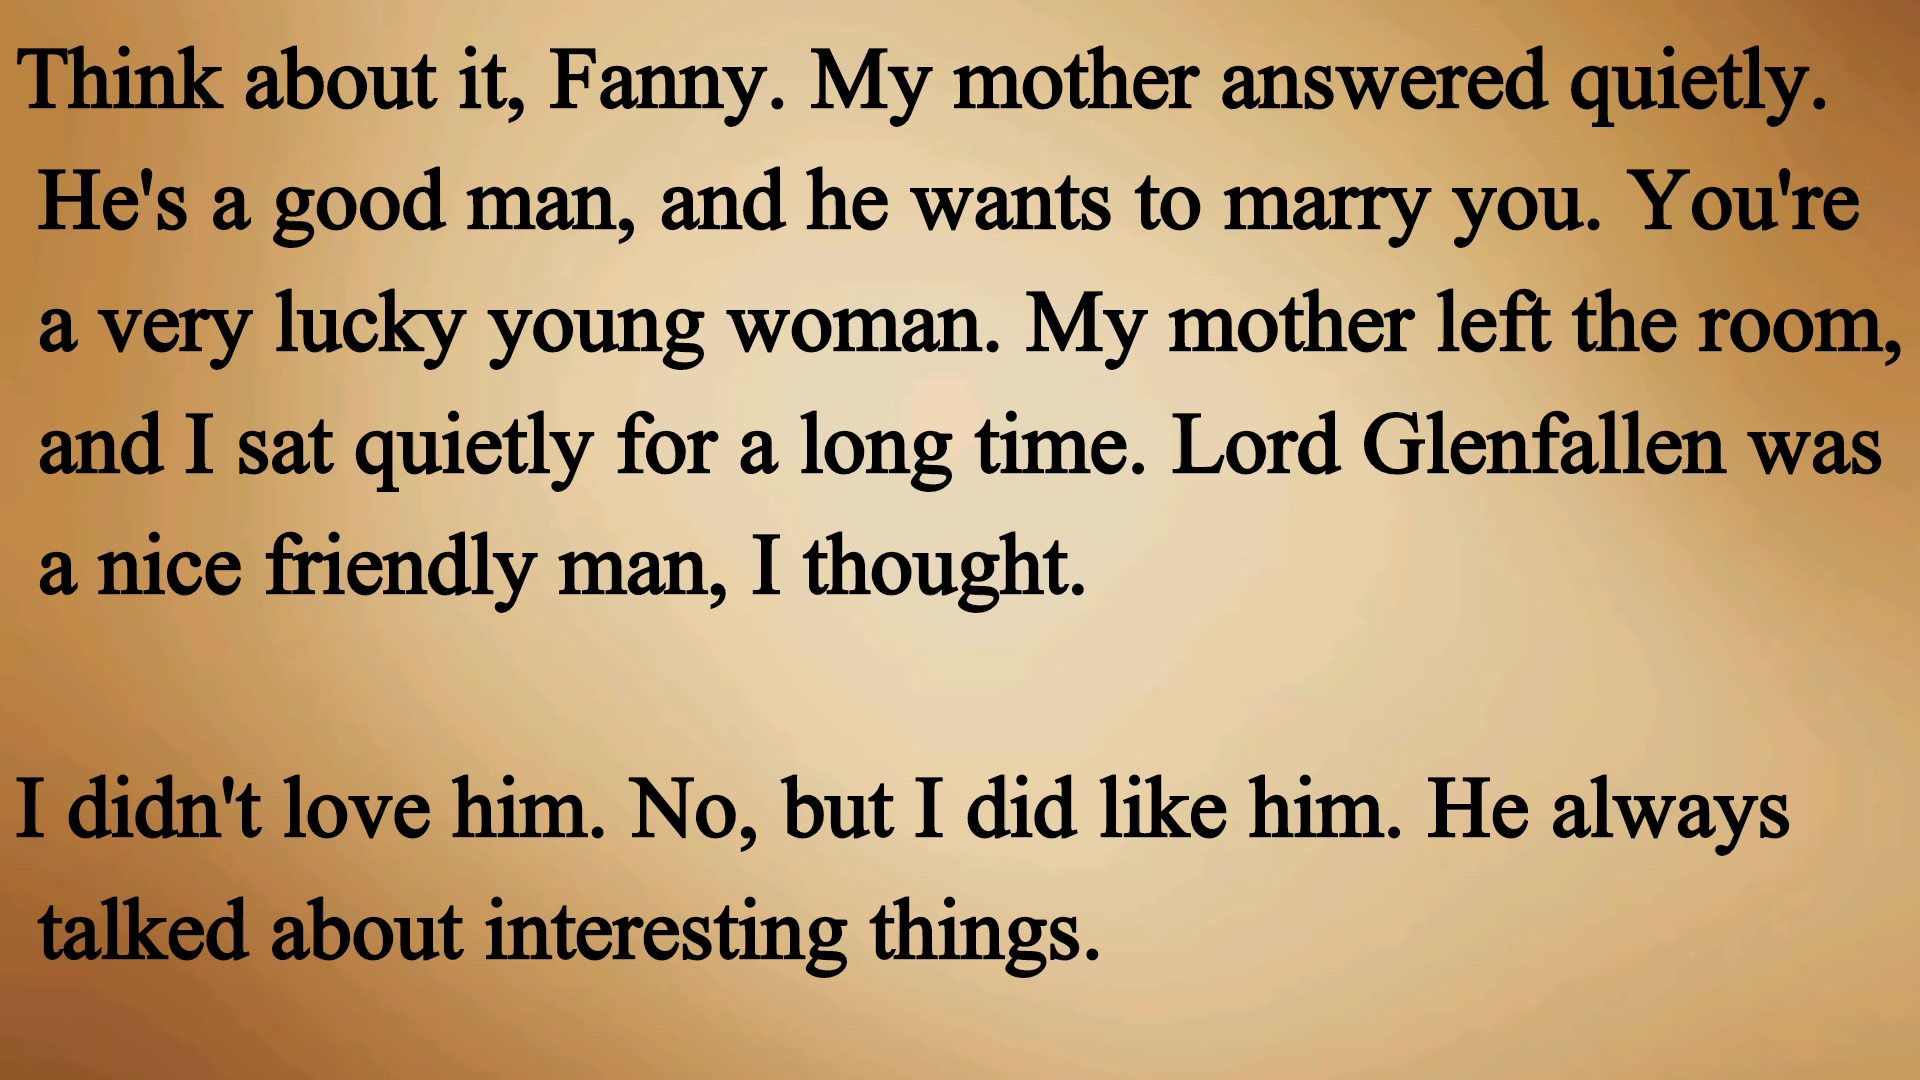 Think about it, Fanny. My mother answered quietly.
He's a good man, and he wants to marry you. You're
a very lucky young woman. My mother left the room,
and I sat quietly for a long time. Lord Glenfallen was
a nice friendly man, I thought.
I didn't love him. No, but I did like him. He always
talked about interesting things.